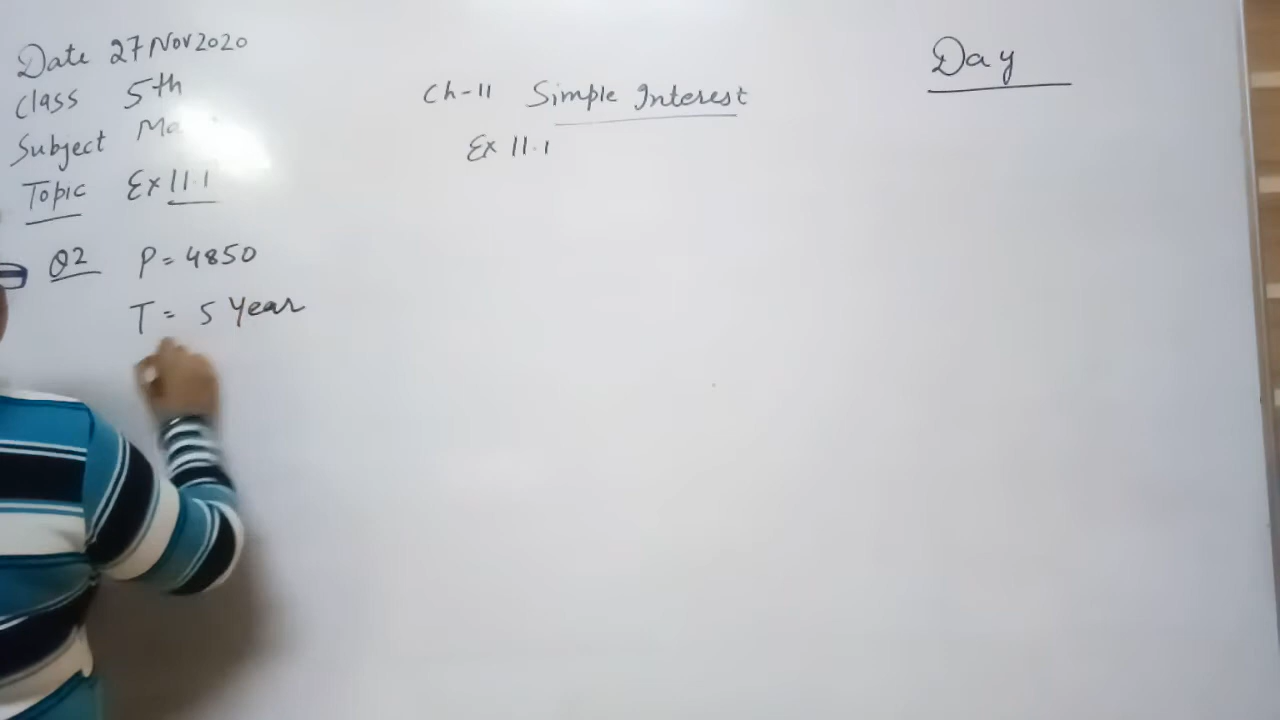 Date 27 Nov 2020
Class 5th
Subject
Topic Ex 11.1
Q2 P = 4850
T = 5 Year
Ch-11 Simple Interest
Ex 11.1
Day